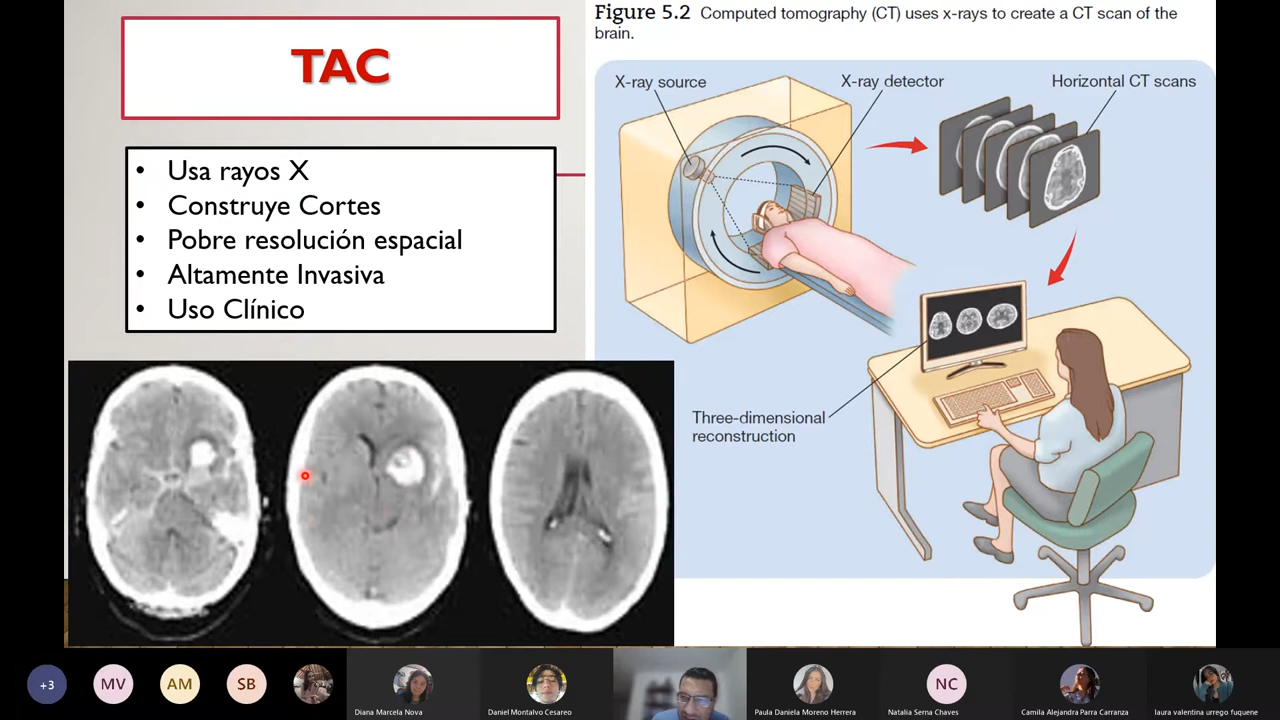 TAC
• Usa rayos X
• Construye Cortes
• Pobre resolución espacial
• Altamente Invasiva
• Uso Clínico
Figure 5.2 Computed tomography (CT) uses x-rays to create a CT scan of the
brain.
X-ray source
X-ray detector
Horizontal CT scans
Three-dimensional
reconstruction
+3
MV
AM
SB
Diana Marcela Nova
Daniel Montalvo Cesareo
Paula Daniela Moreno Herrera
NC
Natalia Serna Chaves
Camila Alejandra Parra Carranza
laura valentina urrego fuquene